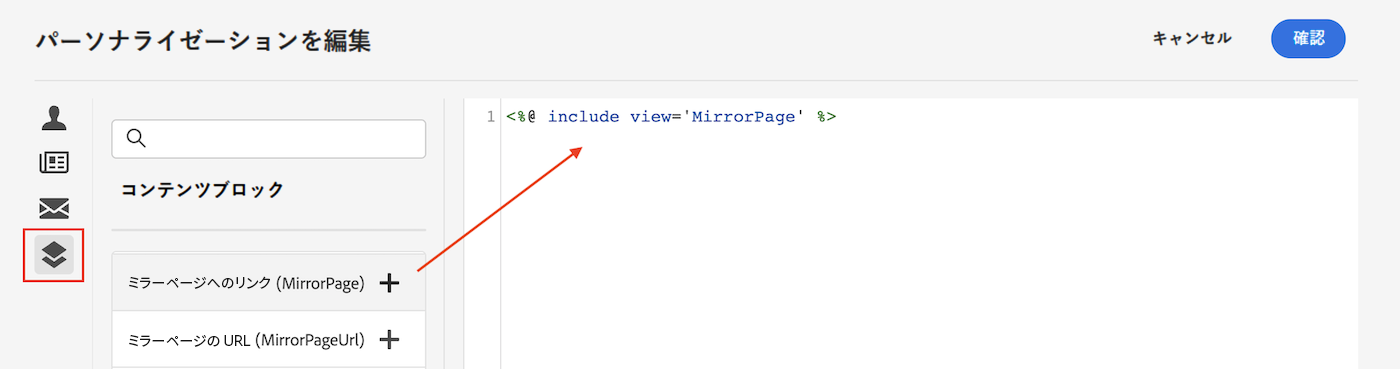 パーソナライゼーションを編集
キャンセル
確認
コンテンツブロック
ミラーページへのリンク (MirrorPage)
ミラーページの URL (MirrorPageUrl)
1 <%@ include view='MirrorPage' %>